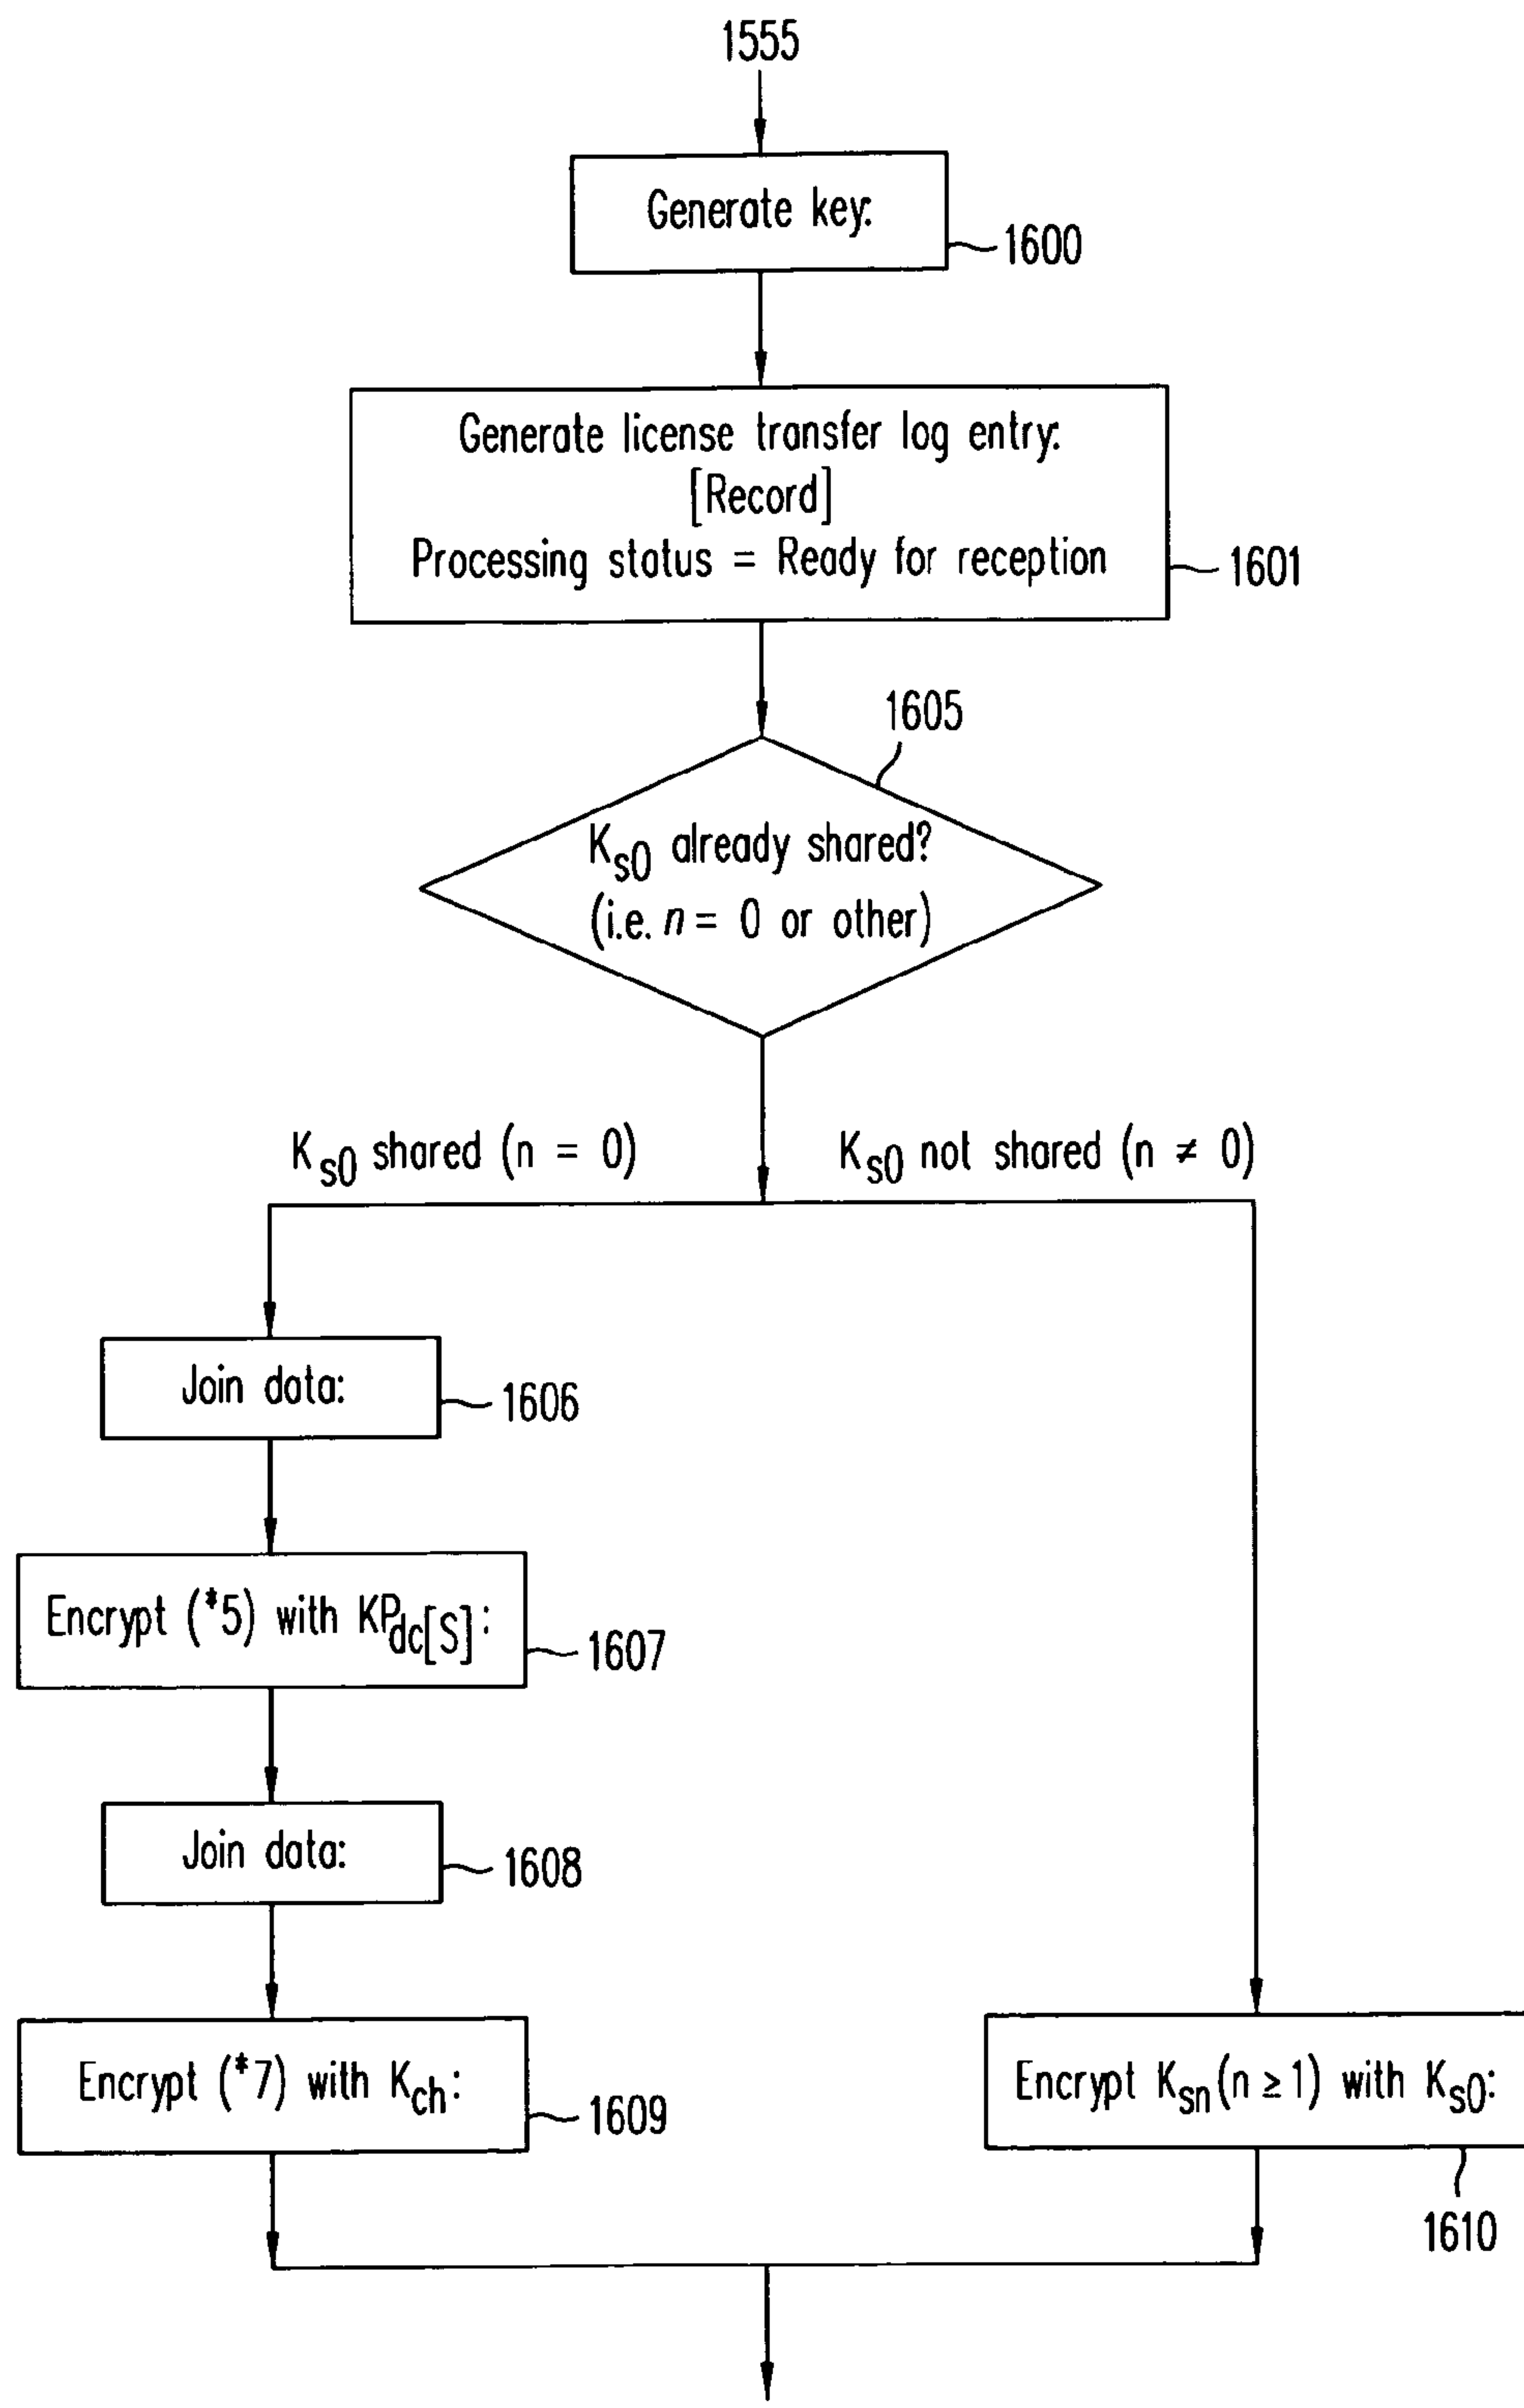 1555
Generate key:
1600
Generate license transfer log entry:
[Record]
Processing status = Ready for reception
1601
1605
Ks0 already shared?
(i.e. n = 0 or other)
Ks0 shared (n = 0)
Ks0 not shared (n ≠ 0)
Join data:
1606
Encrypt (*5) with KPdc[S]:
1607
Join data:
1608
Encrypt (*7) with Kch:
1609
Encrypt Ksn(n ≥ 1) with Ks0:
1610